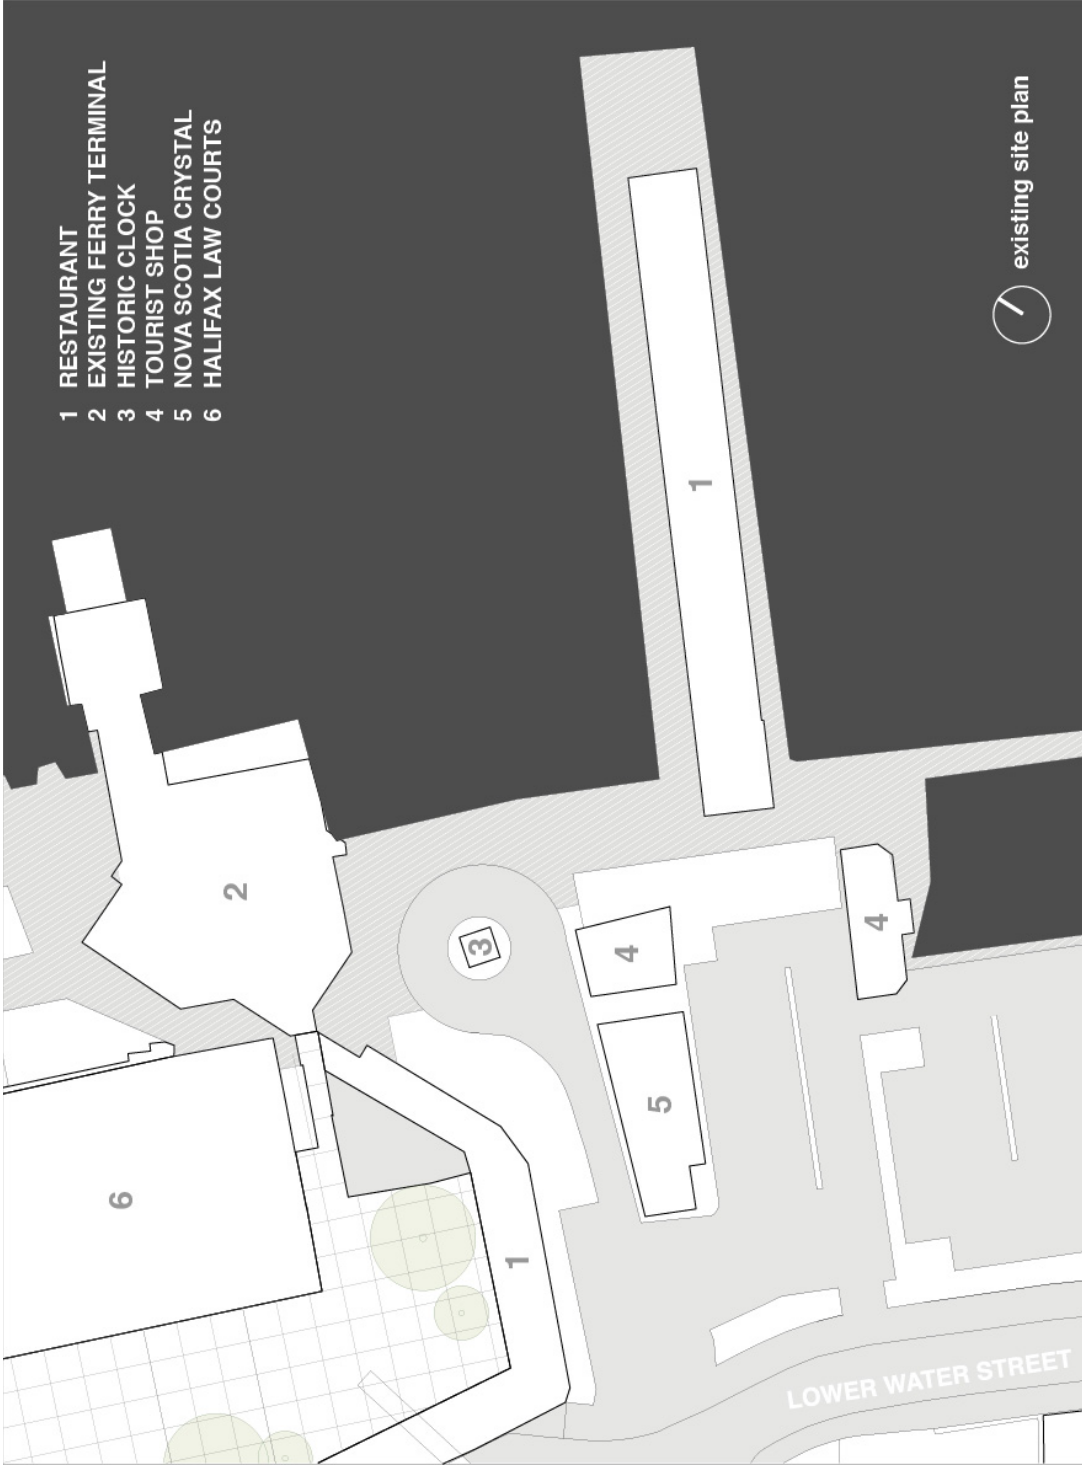 1 RESTAURANT
2 EXISTING FERRY TERMINAL
3 HISTORIC CLOCK
4 TOURIST SHOP
5 NOVA SCOTIA CRYSTAL
6 HALIFAX LAW COURTS
2
6
3
1
4
5
1
4
LOWER WATER STREET
existing site plan